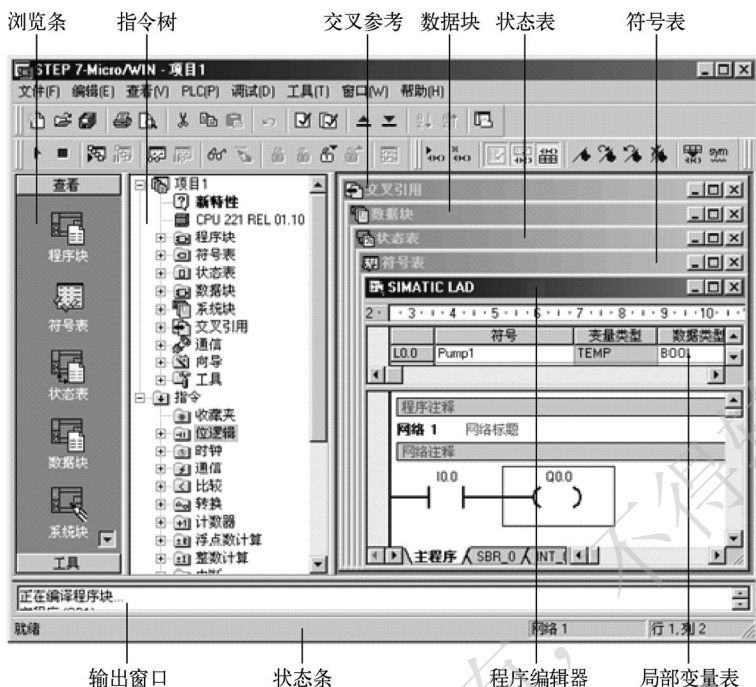 浏览条 指令树 交叉参考 数据块 状态表 符号表
STEP 7-Micro/WIN - 项目1
文件(F) 编辑(E) 查看(V) PLC(P) 调试(D) 工具(T) 窗口(W) 帮助(H)
sym
查看
程序块
符号表
状态表
数据块
系统块
工具
项目1
新特性
CPU 221 REL 01.10
程序块
符号表
状态表
数据块
系统块
交叉引用
通信
向导
工具
指令
收藏夹
位逻辑
时钟
通信
比较
转换
计数器
浮点数计算
整数计算
交叉引用
数据块
状态表
符号表
SIMATIC LAD
2 · 3 · 4 · 5 · 6 · 7 · 8 · 9 · 10
符号 变量类型 数据类型
L0.0 Pump1 TEMP BOOL
程序注释
网络 1 网络标题
网络注释
I0.0 Q0.0
主程序 SBR_0 INT_
正在编译程序块...
就绪 网络 1 行 1,列 2
输出窗口 状态条 程序编辑器 局部变量表